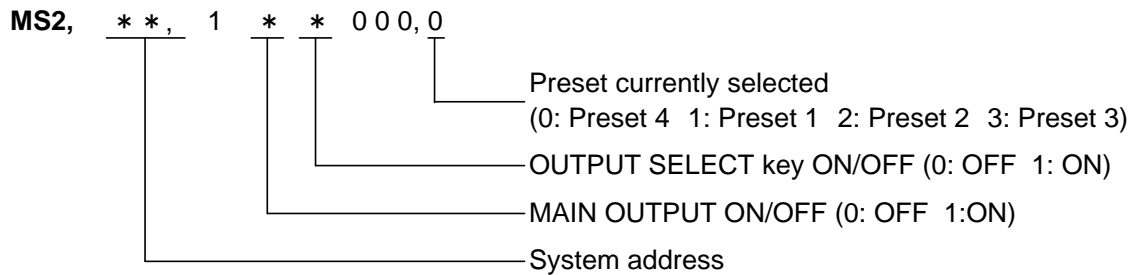 MS2, ＊＊, 1 ＊ ＊ 0 0 0, 0
Preset currently selected
(0: Preset 4 1: Preset 1 2: Preset 2 3: Preset 3)
OUTPUT SELECT key ON/OFF (0: OFF 1: ON)
MAIN OUTPUT ON/OFF (0: OFF 1:ON)
System address